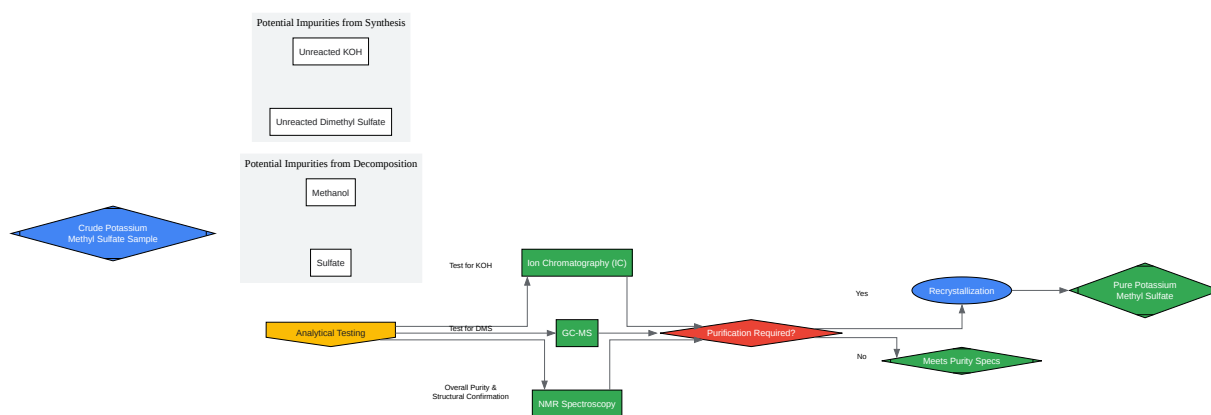 Potential Impurities from Synthesis
Unreacted KOH
Unreacted Dimethyl Sulfate
Potential Impurities from Decomposition
Methanol
Sulfate
Crude Potassium
Methyl Sulfate Sample
Analytical Testing
Test for KOH
Test for DMS
Overall Purity &
Structural Confirmation
Ion Chromatography (IC)
GC-MS
NMR Spectroscopy
Purification Required?
Yes
No
Recrystallization
Meets Purity Specs
Pure Potassium
Methyl Sulfate